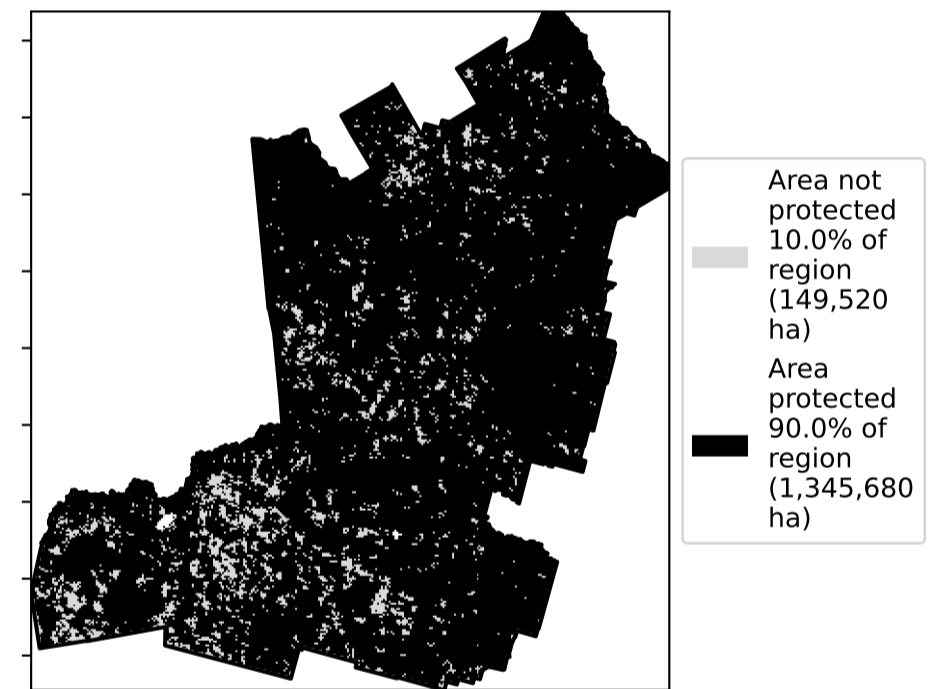 Area not
protected
10.0% of
region
(149,520
ha)
Area
protected
90.0% of
region
(1,345,680
ha)